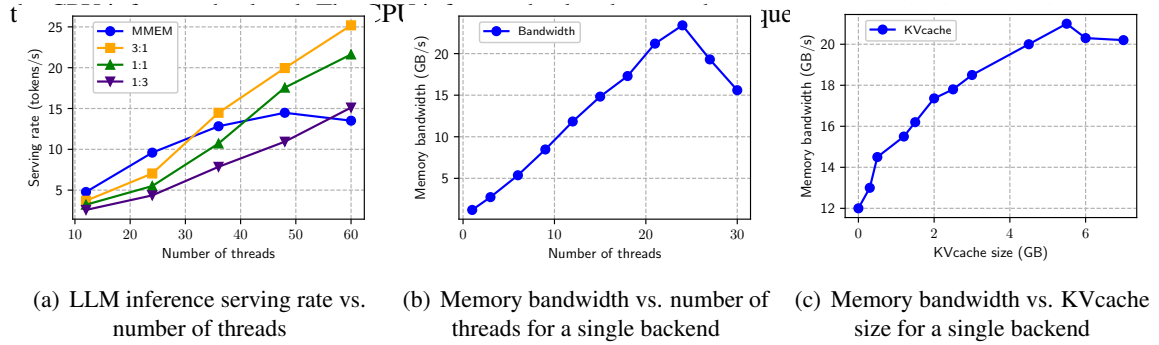 MMEM
3:1
1:1
1:3
Serving rate (tokens/s)
25
20
15
10
5
10 20 30 40 50 60
Number of threads
(a) LLM inference serving rate vs.
number of threads
Bandwidth
Memory bandwidth (GB/s)
20
15
10
5
0 10 20 30
Number of threads
(b) Memory bandwidth vs. number of
threads for a single backend
KVcache
Memory bandwidth (GB/s)
20
18
16
14
12
0 2 4 6
KVcache size (GB)
(c) Memory bandwidth vs. KVcache
size for a single backend